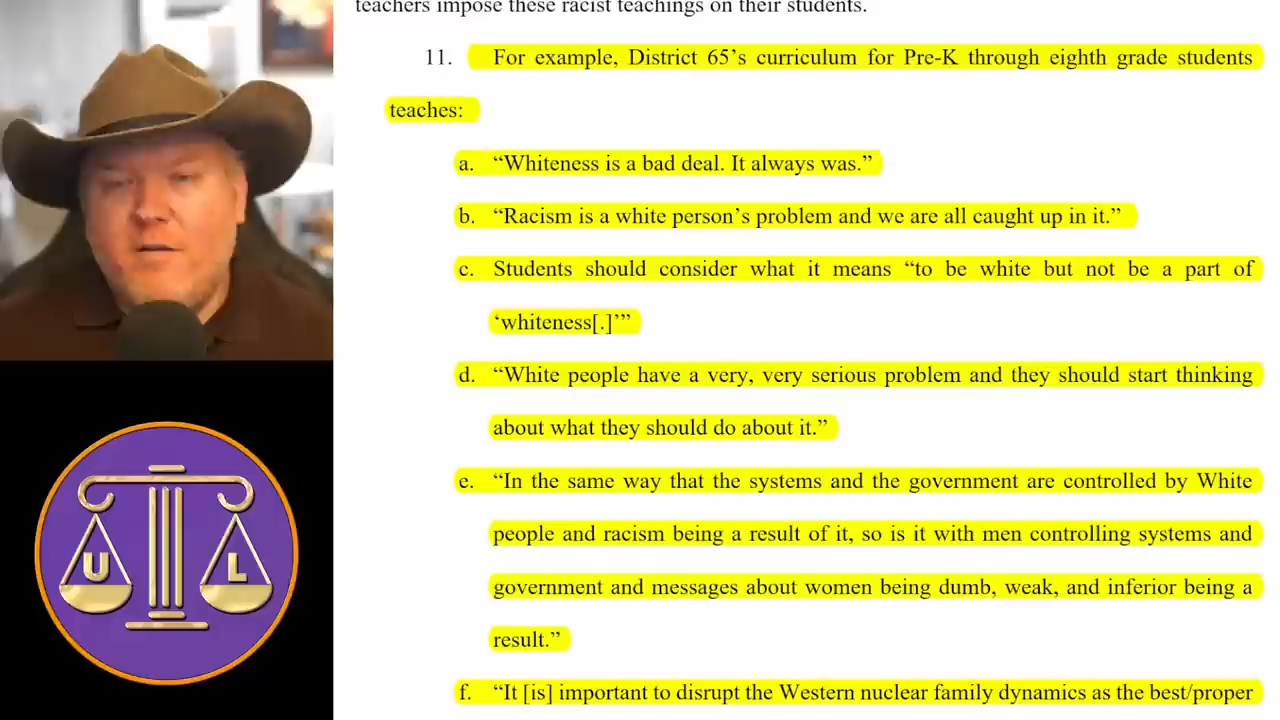 teachers impose these racist teachings on their students.
11. For example, District 65’s curriculum for Pre-K through eighth grade students
teaches:
a. “Whiteness is a bad deal. It always was.”
b. “Racism is a white person’s problem and we are all caught up in it.”
c. Students should consider what it means “to be white but not be a part of
‘whiteness[.]’”
d. “White people have a very, very serious problem and they should start thinking
about what they should do about it.”
e. “In the same way that the systems and the government are controlled by White
people and racism being a result of it, so is it with men controlling systems and
government and messages about women being dumb, weak, and inferior being a
result.”
f. “It [is] important to disrupt the Western nuclear family dynamics as the best/proper
U L